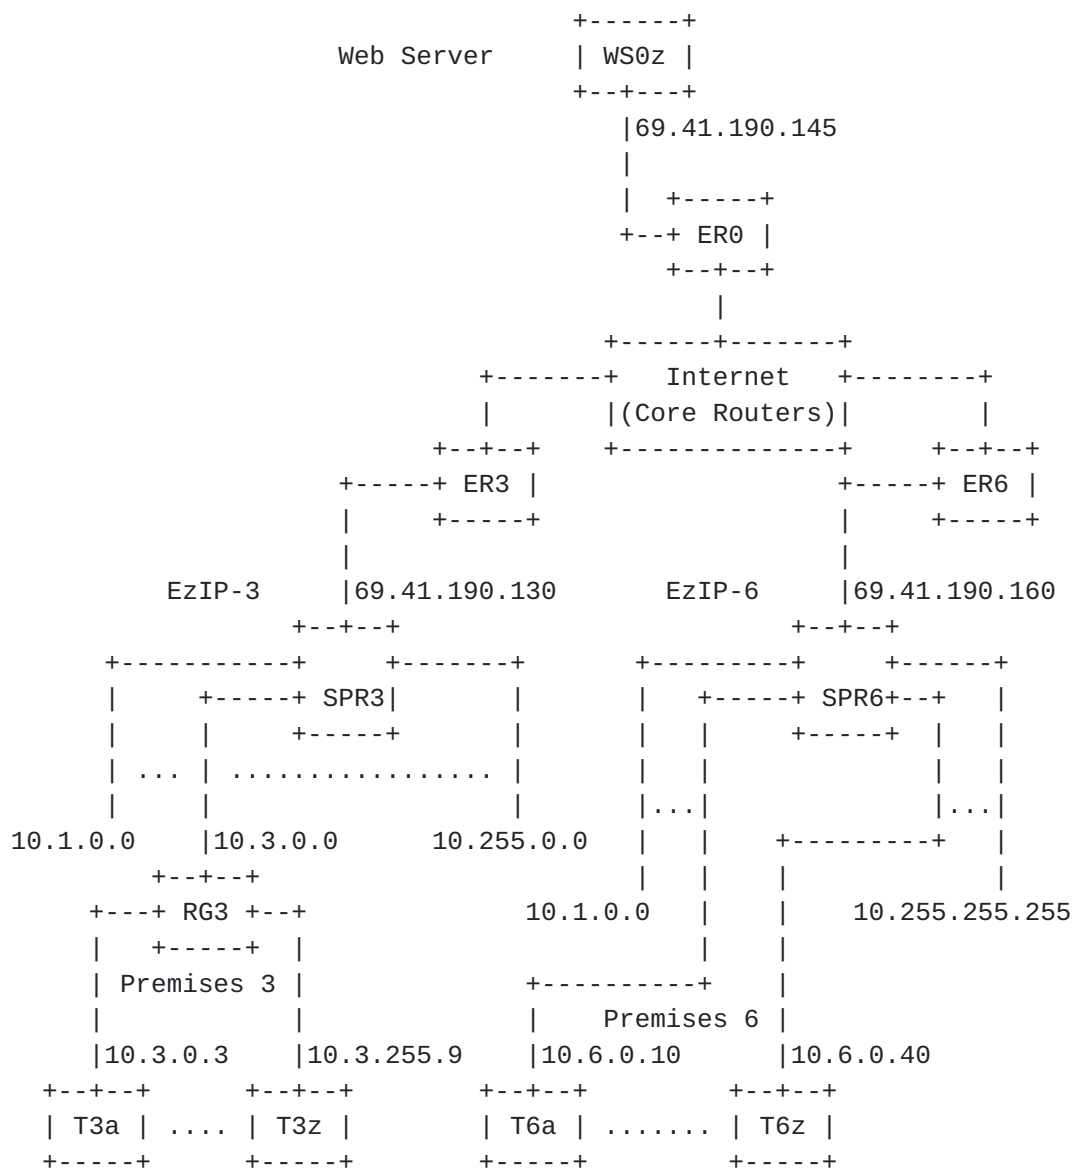 Web Server WS0z
69.41.190.145
ER0
Internet
(Core Routers)
ER3 ER6
EzIP-3 69.41.190.130 EzIP-6 69.41.190.160
SPR3 SPR6
... ................. 
... ...
10.1.0.0 10.3.0.0 10.255.0.0
RG3 10.1.0.0 10.255.255.255
Premises 3
Premises 6
10.3.0.3 10.3.255.9 10.6.0.10 10.6.0.40
T3a .... T3z T6a ....... T6z